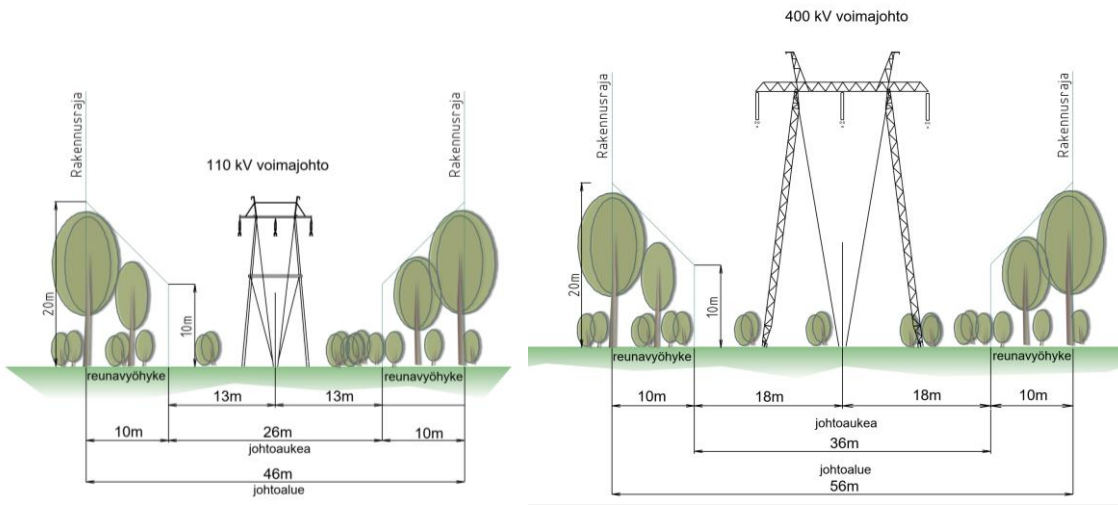 110 kV voimajohto
Rakennusraja
Rakennusraja
20m
10m
reunavyöhyke
reunavyöhyke
13m
13m
10m
26m
10m
johtoaukea
46m
johtoalue
400 kV voimajohto
Rakennusraja
Rakennusraja
20m
10m
reunavyöhyke
reunavyöhyke
10m
18m
18m
10m
johtoaukea
36m
johtoalue
56m